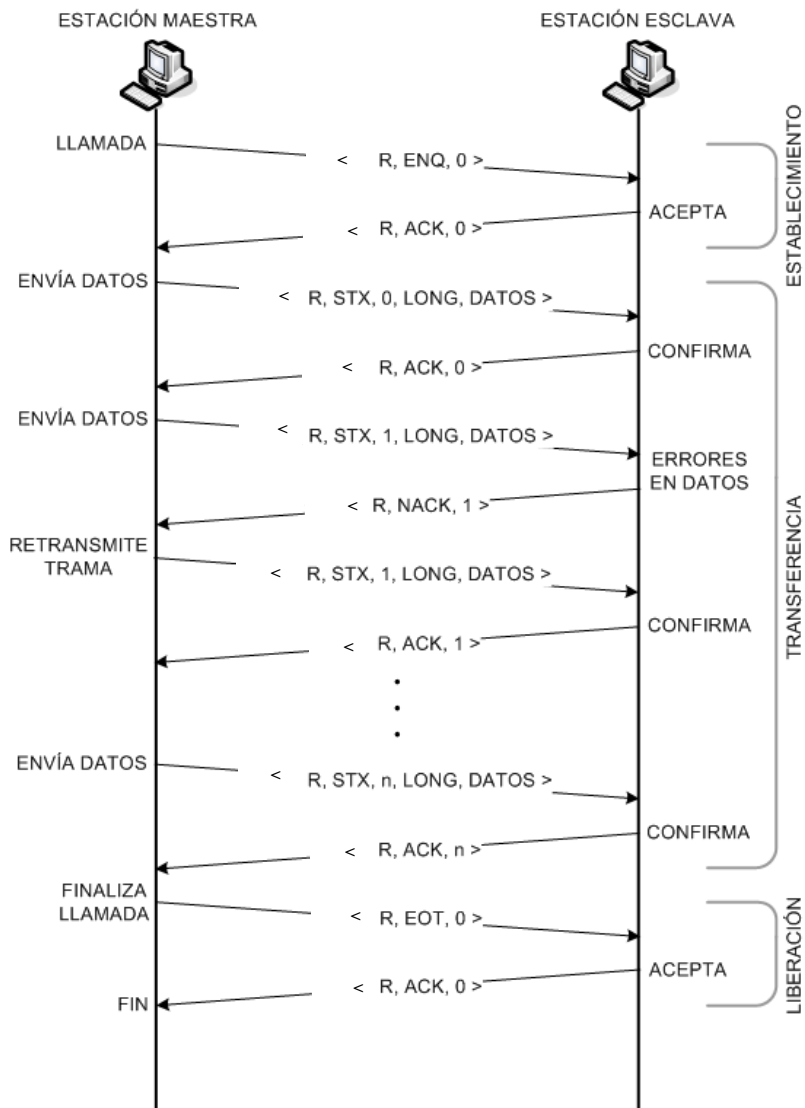 ESTACIÓN MAESTRA
ESTACIÓN ESCLAVA
LLAMADA
< R, ENQ, 0 >
ACEPTA
< R, ACK, 0 >
ESTABLECIMIENTO
ENVÍA DATOS
< R, STX, 0, LONG, DATOS >
CONFIRMA
< R, ACK, 0 >
ENVÍA DATOS
< R, STX, 1, LONG, DATOS >
ERRORES
EN DATOS
< R, NACK, 1 >
RETRANSMITE
TRAMA
< R, STX, 1, LONG, DATOS >
CONFIRMA
< R, ACK, 1 >
TRANSFERENCIA
ENVÍA DATOS
< R, STX, n, LONG, DATOS >
CONFIRMA
< R, ACK, n >
FINALIZA
LLAMADA
< R, EOT, 0 >
ACEPTA
< R, ACK, 0 >
FIN
LIBERACIÓN